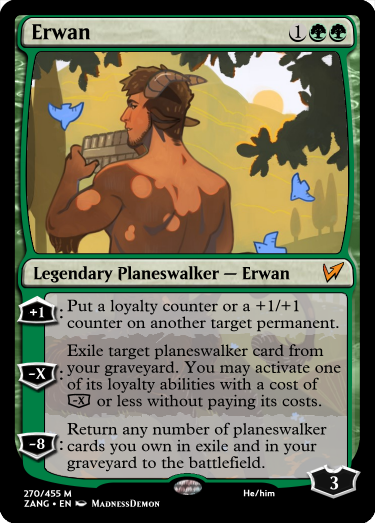 Erwan 1
Legendary Planeswalker — Erwan
+1: Put a loyalty counter or a +1/+1
counter on another target permanent.
Exile target planeswalker card from
-X: your graveyard. You may activate one
of its loyalty abilities with a cost of
-X or less without paying its costs.
Return any number of planeswalker
-8: cards you own in exile and in your
graveyard to the battlefield.
3
270/455 M He/him
ZANG • EN MadnessDemon